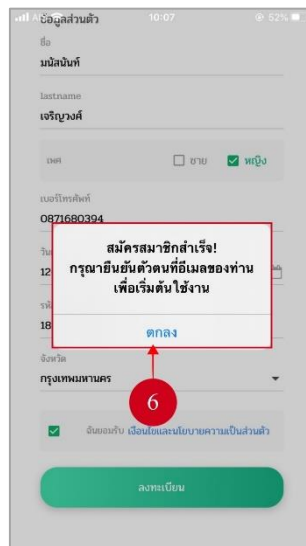 10:07
52%
ข้อมูลส่วนตัว
ชื่อ
มนัสนันท์
lastname
เจริญวงศ์
เพศ ชาย หญิง
เบอร์โทรศัพท์
0871680394
วัน
12
สมัครสมาชิกสำเร็จ!
กรุณายืนยันตัวตนที่อีเมลของท่าน
เพื่อเริ่มต้นใช้งาน
รหั
18
ตกลง
จังหวัด
กรุงเทพมหานคร
6
ฉันยอมรับ เงื่อนไขและนโยบายความเป็นส่วนตัว
ลงทะเบียน